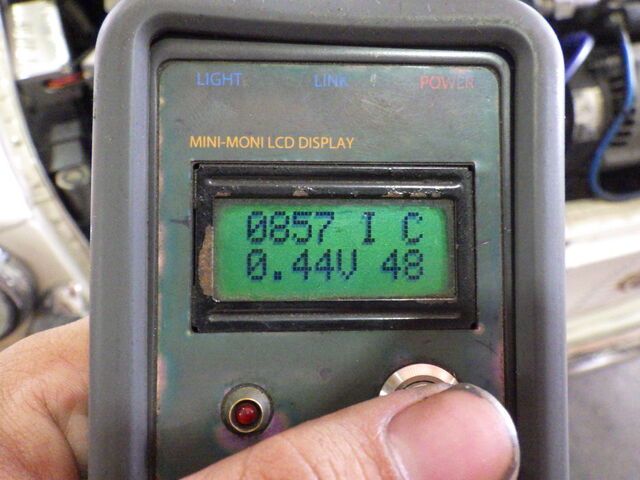 LIGHT LINK POWER
MINI-MONI LCD DISPLAY
0857 I C
0.44V 48